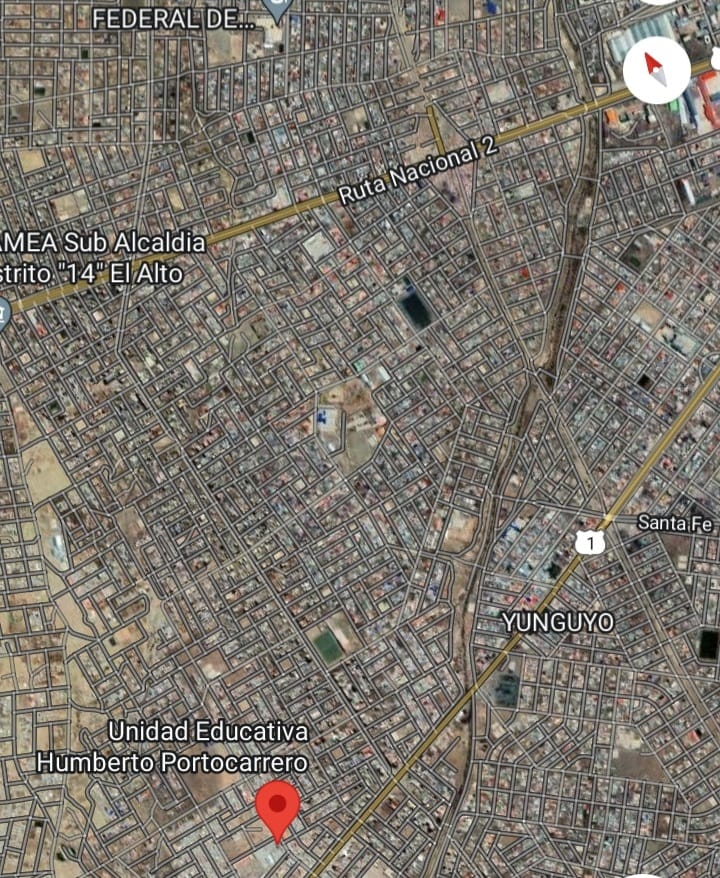 FEDERAL DE...
Ruta Nacional 2
AMEA Sub Alcaldia
strito "14" El Alto
Santa Fe
1
YUNGUYO
Unidad Educativa
Humberto Portocarrero